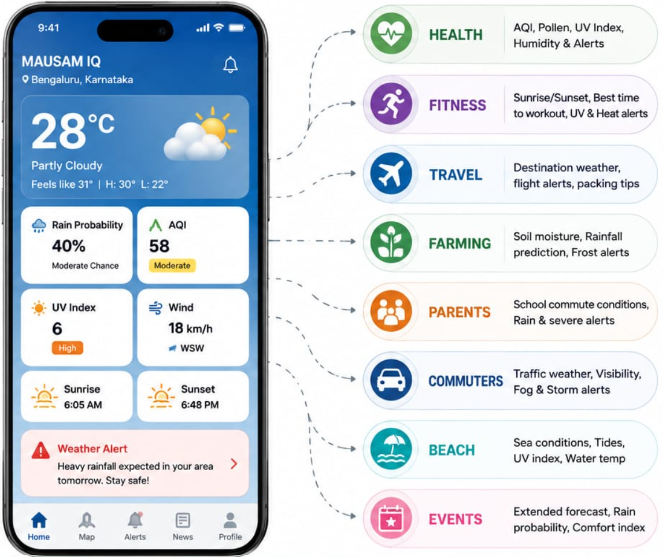 9:41
MAUSAM IQ
Bengaluru, Karnataka
28°C
Partly Cloudy
Feels like 31° | H: 30° L: 22°
Rain Probability
40%
Moderate Chance
AQI
58
Moderate
UV Index
6
High
Wind
18 km/h
WSW
Sunrise
6:05 AM
Sunset
6:48 PM
Weather Alert
Heavy rainfall expected in your area
tomorrow. Stay safe!
Home
Map
Alerts
News
Profile
HEALTH
AQI, Pollen, UV Index,
Humidity & Alerts
FITNESS
Sunrise/Sunset, Best time
to workout, UV & Heat alerts
TRAVEL
Destination weather,
flight alerts, packing tips
FARMING
Soil moisture, Rainfall
prediction, Frost alerts
PARENTS
School commute conditions,
Rain & severe alerts
COMMUTERS
Traffic weather, Visibility,
Fog & Storm alerts
BEACH
Sea conditions, Tides,
UV index, Water temp
EVENTS
Extended forecast, Rain
probability, Comfort index